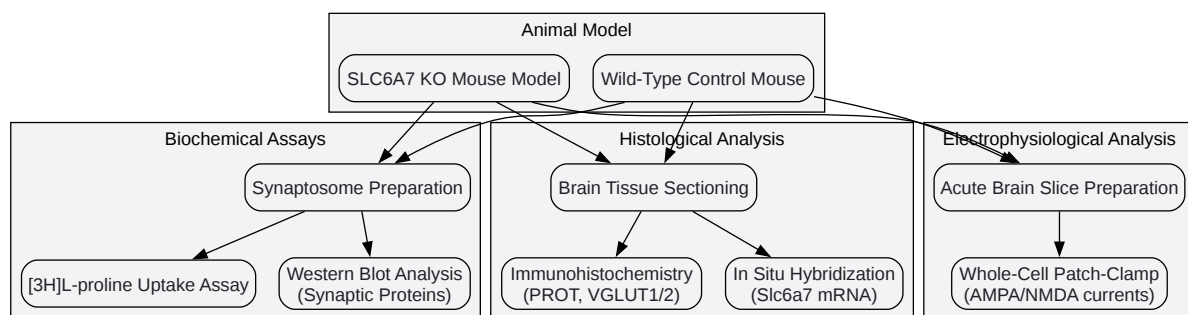 Animal Model
SLC6A7 KO Mouse Model
Wild-Type Control Mouse
Biochemical Assays
Histological Analysis
Electrophysiological Analysis
Synaptosome Preparation
Brain Tissue Sectioning
Acute Brain Slice Preparation
[3H]L-proline Uptake Assay
Western Blot Analysis
(Synaptic Proteins)
Immunohistochemistry
(PROT, VGLUT1/2)
In Situ Hybridization
(Slc6a7 mRNA)
Whole-Cell Patch-Clamp
(AMPA/NMDA currents)